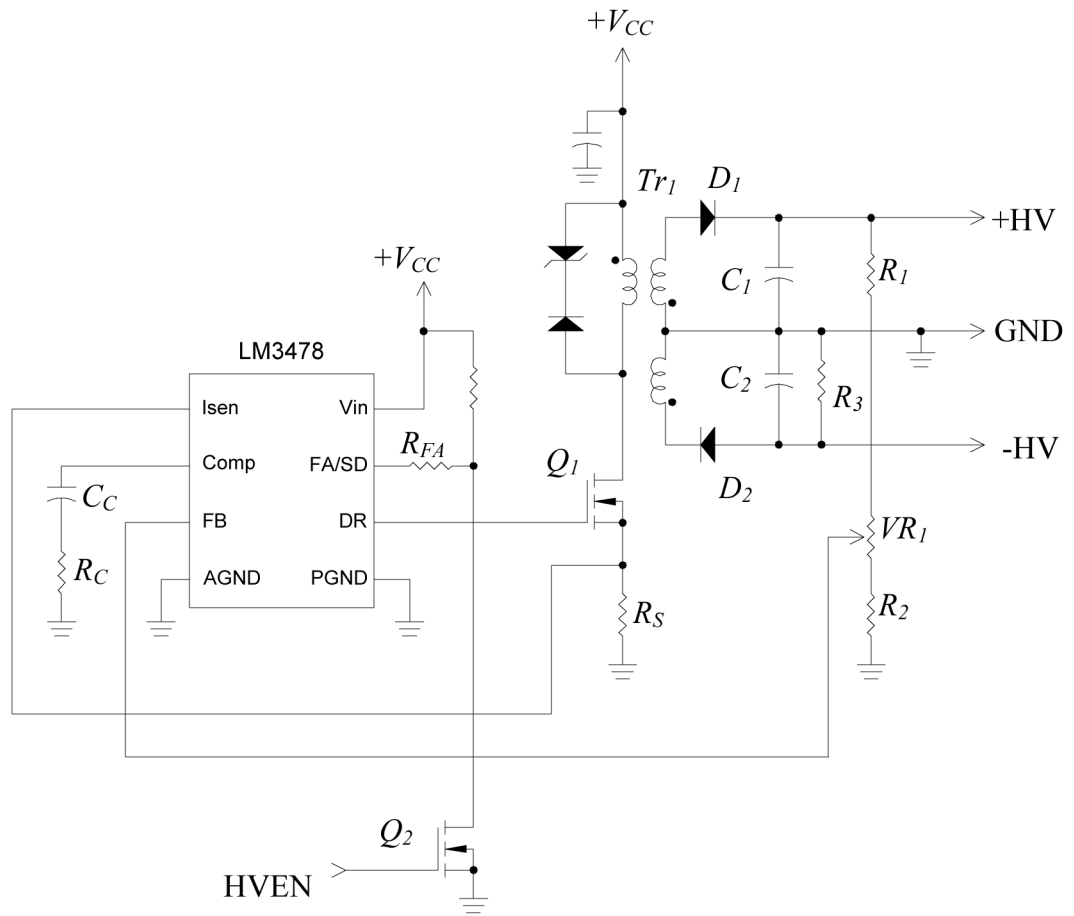 +VCC
Tr1
D1
+HV
+VCC
C1
R1
GND
LM3478
C2
R3
Isen
Vin
-HV
Comp
RFA
FA/SD
Q1
D2
CC
FB
DR
VR1
RC
AGND
PGND
RS
R2
Q2
HVEN